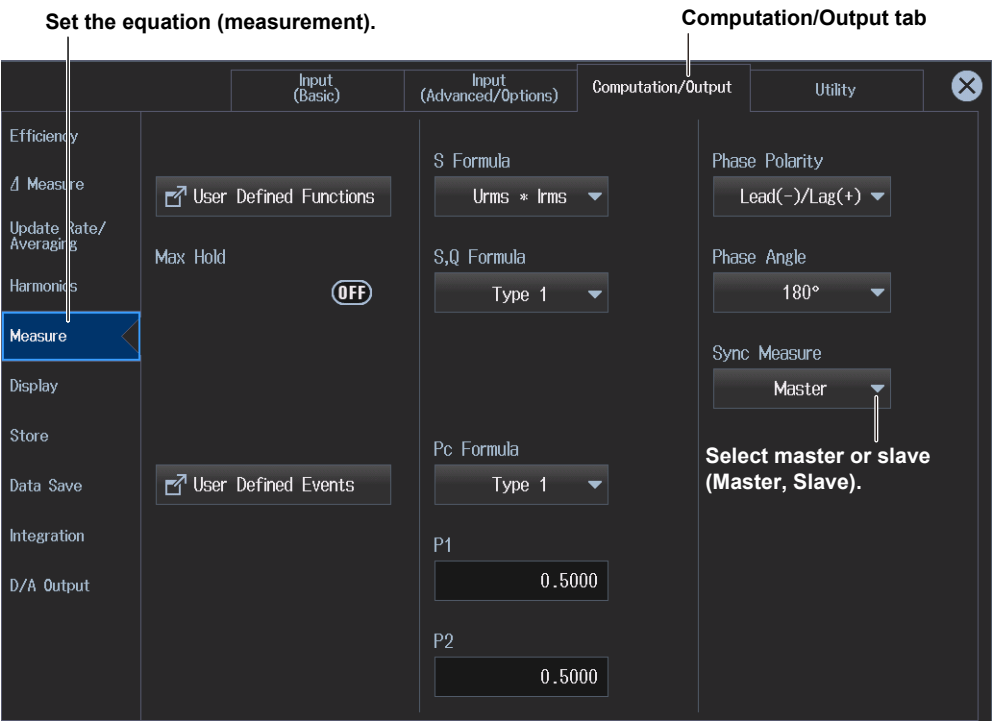 Set the equation (measurement).
Computation/Output tab
Input
(Basic)
Input
(Advanced/Options)
Computation/Output
Utility
Efficiency
⊿ Measure
Update Rate/
Averaging
Harmonics
Measure
Display
Store
Data Save
Integration
D/A Output
User Defined Functions
Max Hold
OFF
User Defined Events
S Formula
Urms * Irms
S,Q Formula
Type 1
Pc Formula
Type 1
P1
0.5000
P2
0.5000
Phase Polarity
Lead(-)/Lag(+)
Phase Angle
180°
Sync Measure
Master
Select master or slave
(Master, Slave).